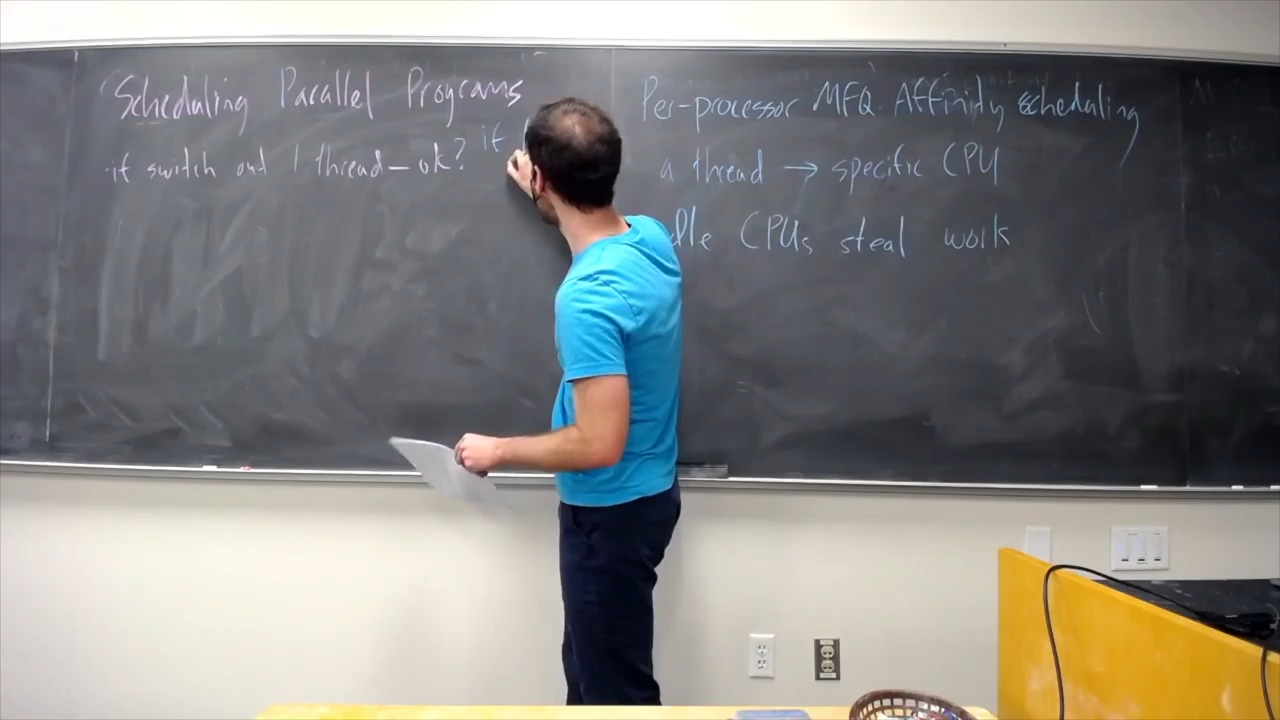 Scheduling Parallel Programs
if switch out 1 thread – ok? if
Per-processor MFQ. Affinity scheduling
a thread → specific CPU
CPUs steal work